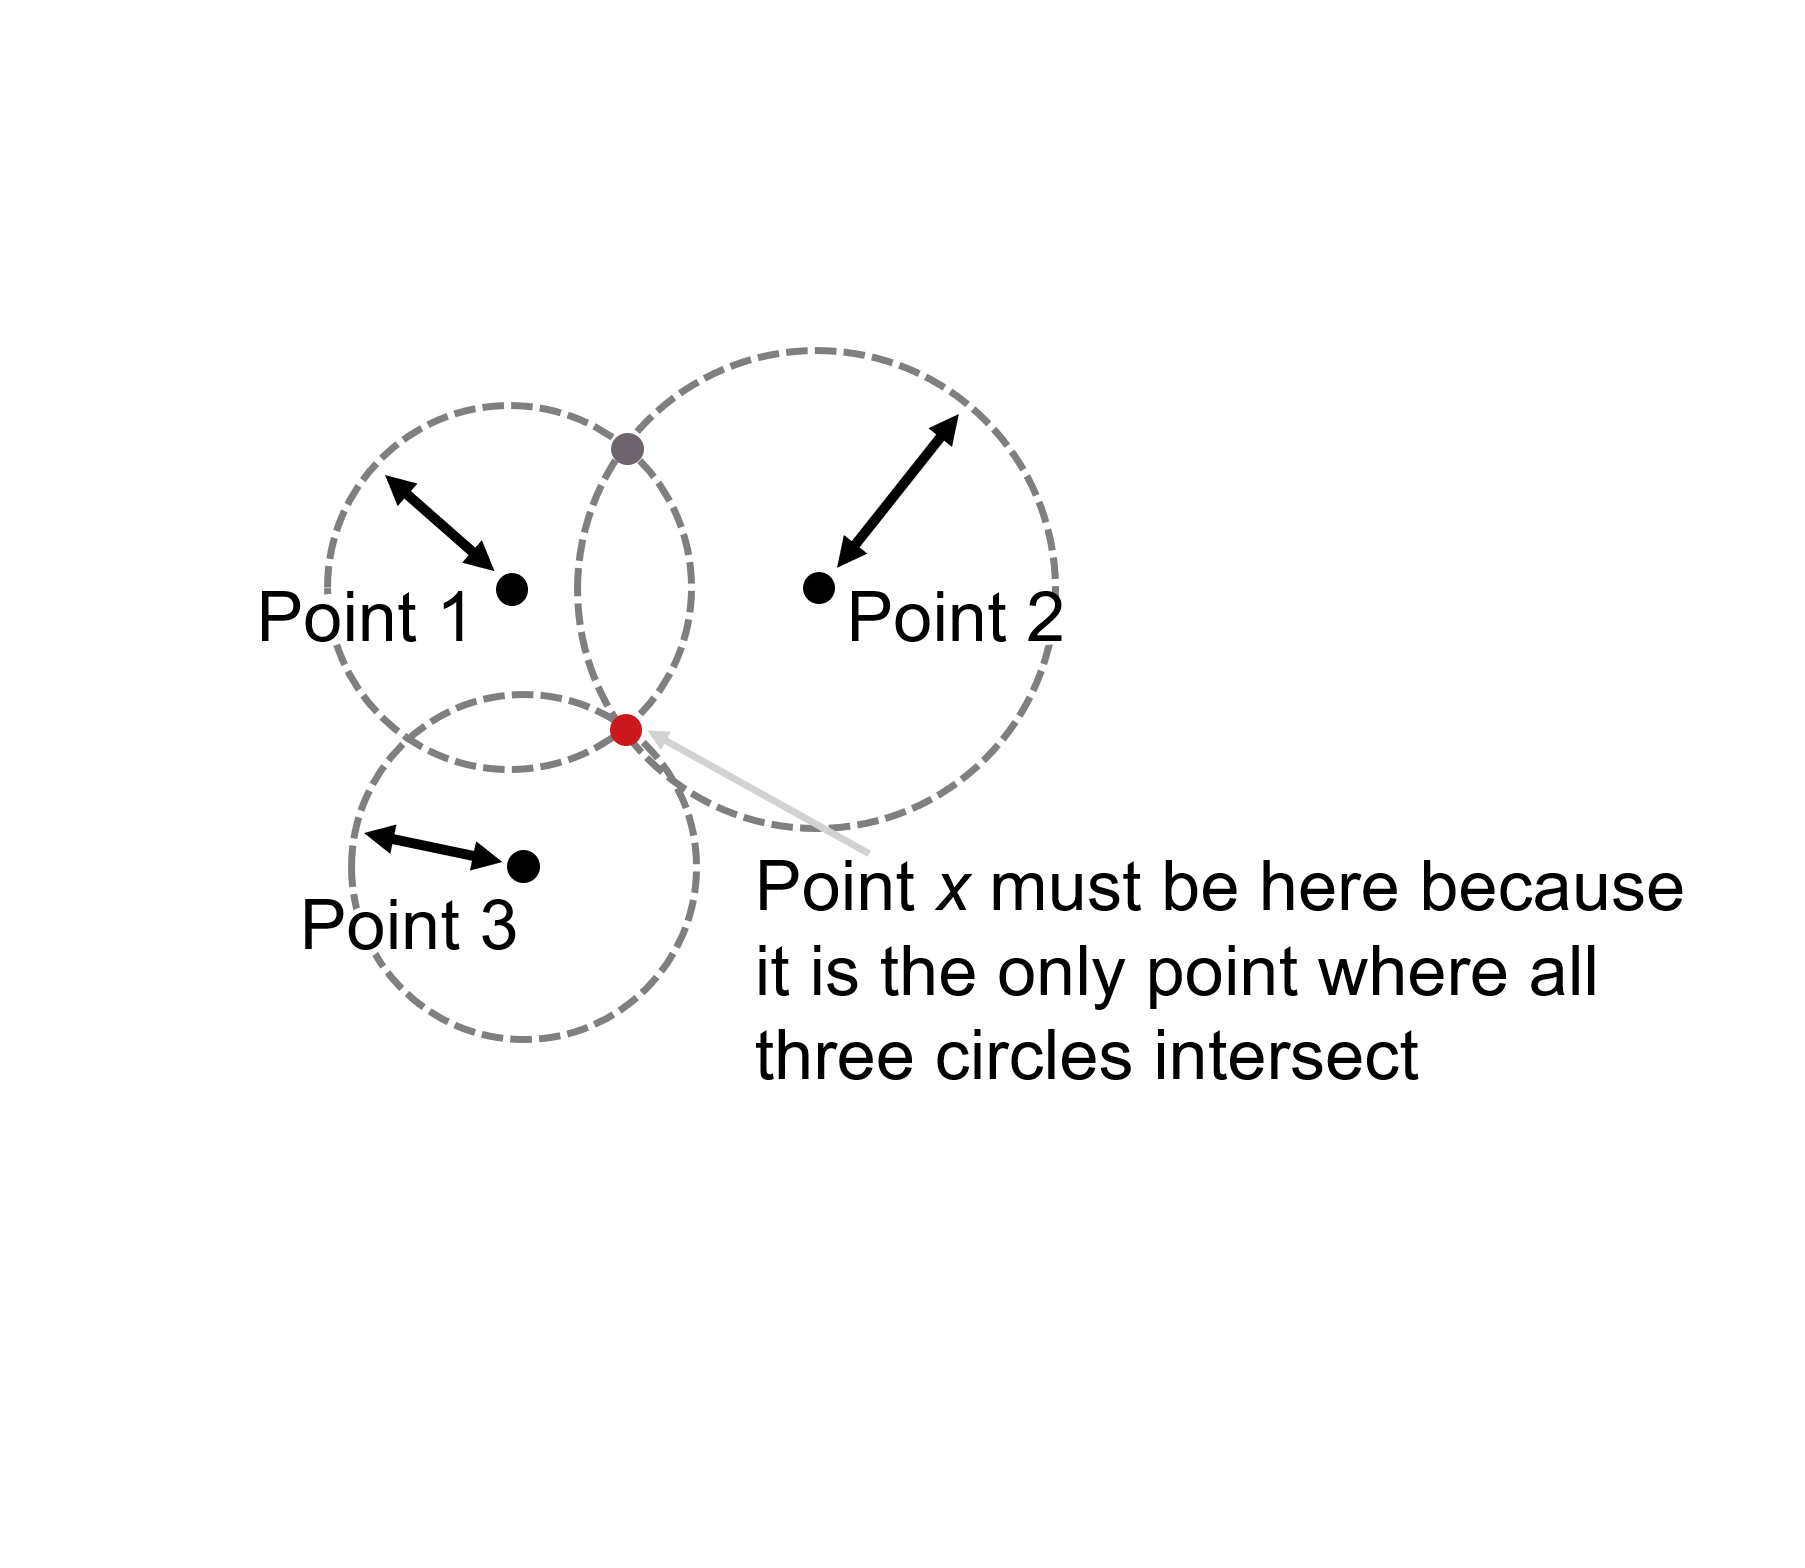 Point 1
Point 2
Point 3
Point x must be here because
it is the only point where all
three circles intersect